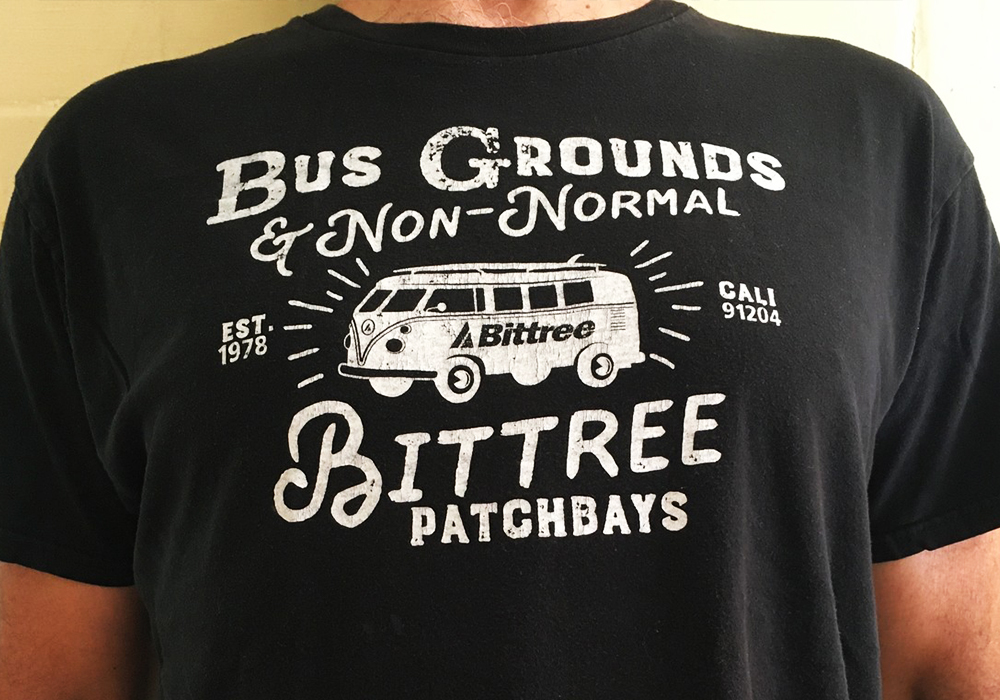 Bus Grounds
& Non-Normal
EST.
1978
CALI
91204
Bittree
Bittree
PATCHBAYS